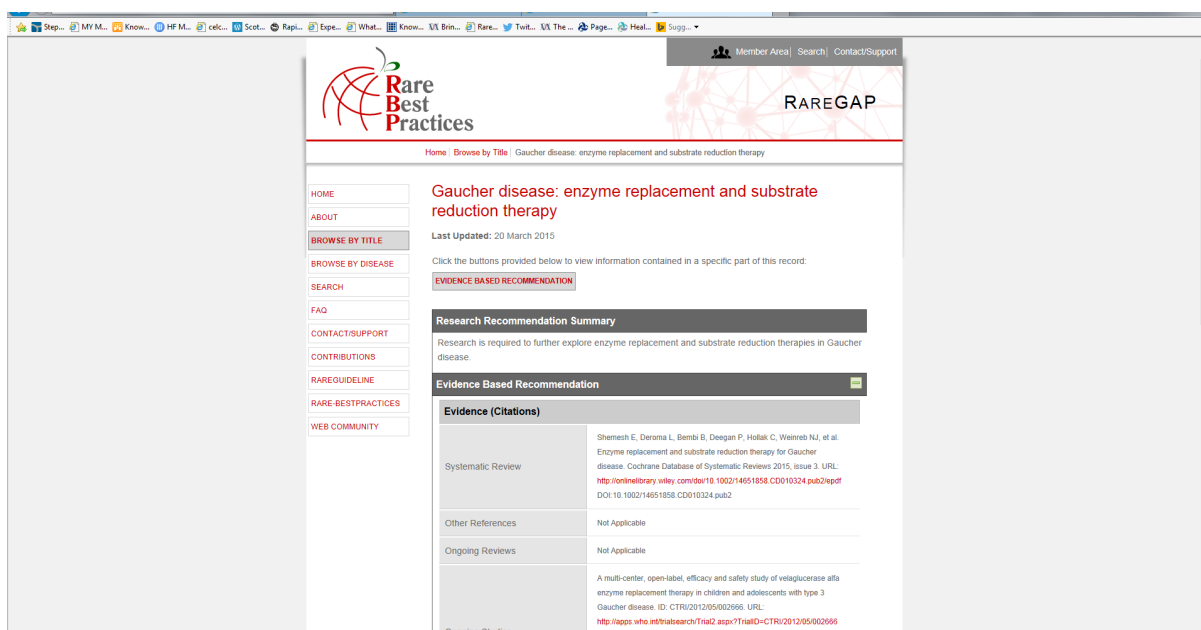 Step... MY M... Know... HF M... celc... Scot... Rapi... Expe... What... Know... Brin... Rare... Twit... The ... Page... Heal... Sugg...
Member Area| Search| Contact/Support
Rare
Best
Practices
RAREGAP
Home| Browse by Title| Gaucher disease: enzyme replacement and substrate reduction therapy
HOME
ABOUT
BROWSE BY TITLE
BROWSE BY DISEASE
SEARCH
FAQ
CONTACT/SUPPORT
CONTRIBUTIONS
RAREGUIDELINE
RARE-BESTPRACTICES
WEB COMMUNITY
Gaucher disease: enzyme replacement and substrate
reduction therapy
Last Updated: 20 March 2015
Click the buttons provided below to view information contained in a specific part of this record:
EVIDENCE BASED RECOMMENDATION
Research Recommendation Summary
Research is required to further explore enzyme replacement and substrate reduction therapies in Gaucher
disease.
Evidence Based Recommendation
Evidence (Citations)
Systematic Review
Shemesh E, Deroma L, Bembi B, Deegan P, Hollak C, Weinreb NJ, et al.
Enzyme replacement and substrate reduction therapy for Gaucher
disease. Cochrane Database of Systematic Reviews 2015, issue 3. URL:
http://onlinelibrary.wiley.com/doi/10.1002/14651858.CD010324.pub2/epdf
DOI:10.1002/14651858.CD010324.pub2
Other References
Not Applicable
Ongoing Reviews
Not Applicable
A multi-center, open-label, efficacy and safety study of velaglucerase alfa
enzyme replacement therapy in children and adolescents with type 3
Gaucher disease. ID: CTRI/2012/05/002666. URL:
http://apps.who.int/trialsearch/Trial2.aspx?TrialID=CTRI/2012/05/002666